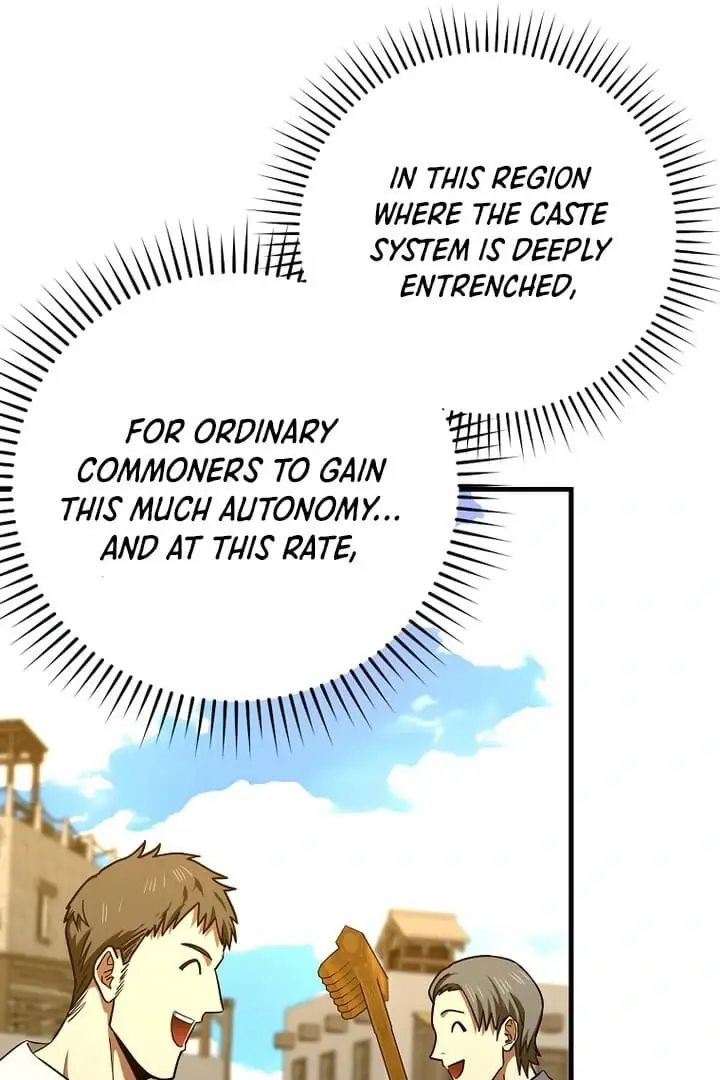 IN THIS REGION
WHERE THE CASTE
SYSTEM IS DEEPLY
ENTRENCHED,
FOR ORDINARY
COMMONERS TO GAIN
THIS MUCH AUTONOMY...
AND AT THIS RATE,